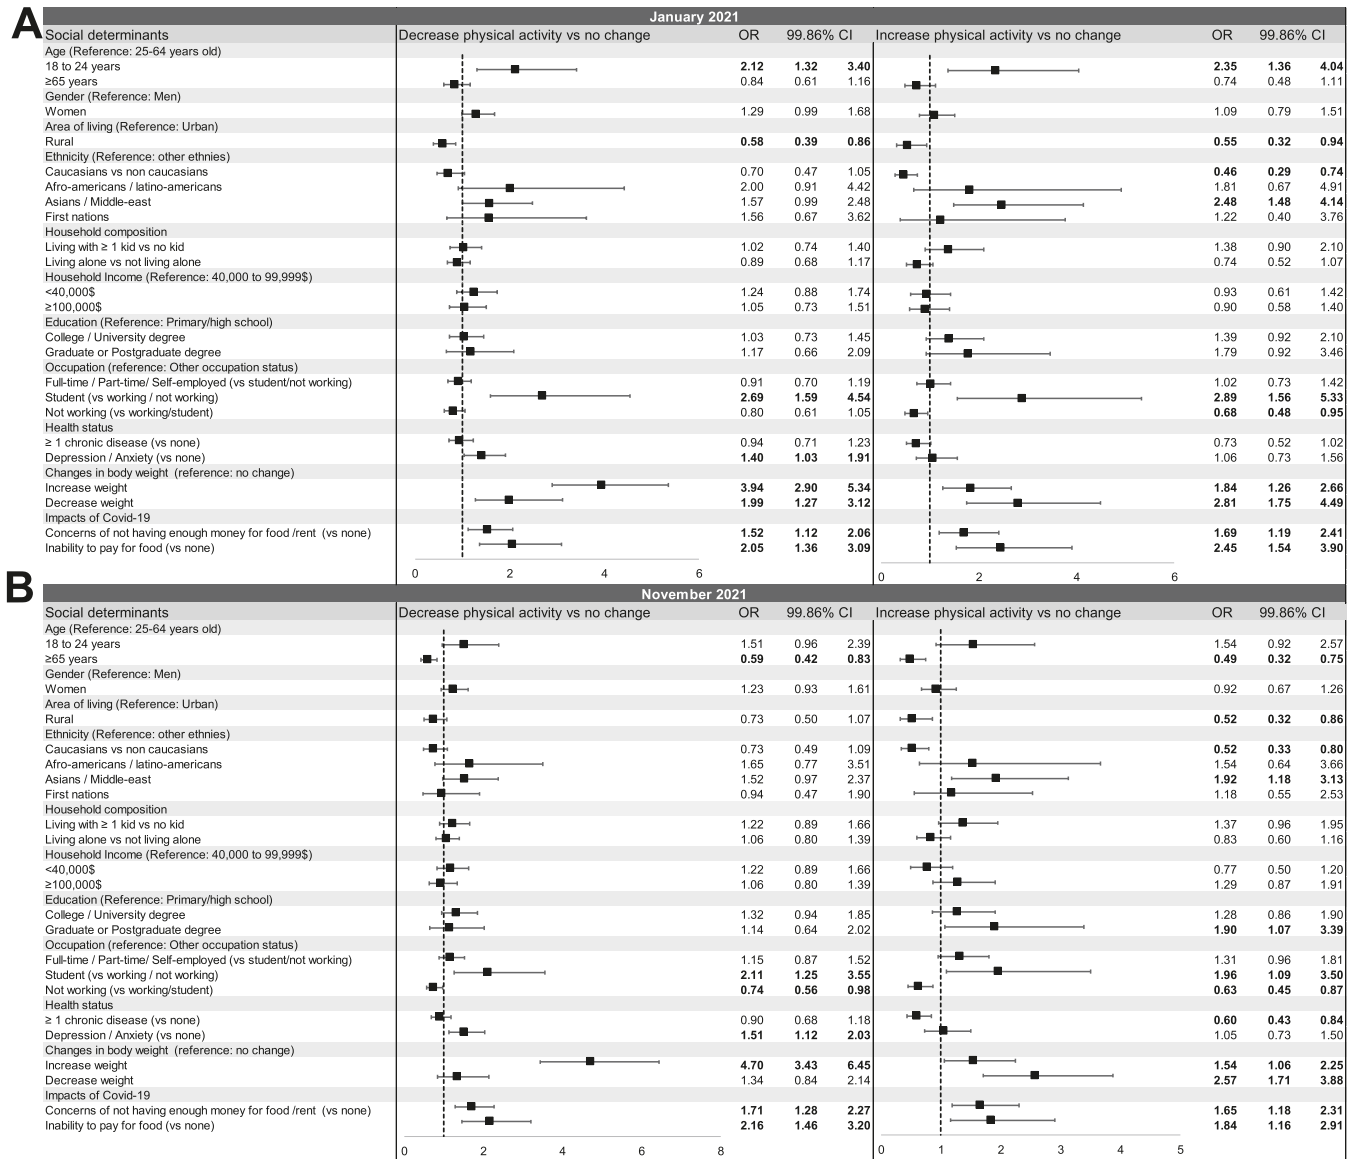 A
January 2021
Social determinants Decrease physical activity vs no change OR 99.86% CI Increase physical activity vs no change OR 99.86% CI
Age (Reference: 25-64 years old)
18 to 24 years 2.12 1.32 3.40 2.35 1.36 4.04
≥65 years 0.84 0.61 1.16 0.74 0.48 1.11
Gender (Reference: Men)
Women 1.29 0.99 1.68 1.09 0.79 1.51
Area of living (Reference: Urban)
Rural 0.58 0.39 0.86 0.55 0.32 0.94
Ethnicity (Reference: other ethnies)
Caucasians vs non caucasians 0.70 0.47 1.05 0.46 0.29 0.74
Afro-americans / latino-americans 2.00 0.91 4.42 1.81 0.67 4.91
Asians / Middle-east 1.57 0.99 2.48 2.48 1.48 4.14
First nations 1.56 0.67 3.62 1.22 0.40 3.76
Household composition
Living with ≥ 1 kid vs no kid 1.02 0.74 1.40 1.38 0.90 2.10
Living alone vs not living alone 0.89 0.68 1.17 0.74 0.52 1.07
Household Income (Reference: 40,000 to 99,999$)
<40,000$ 1.24 0.88 1.74 0.93 0.61 1.42
≥100,000$ 1.05 0.73 1.51 0.90 0.58 1.40
Education (Reference: Primary/high school)
College / University degree 1.03 0.73 1.45 1.39 0.92 2.10
Graduate or Postgraduate degree 1.17 0.66 2.09 1.79 0.92 3.46
Occupation (reference: Other occupation status)
Full-time / Part-time/ Self-employed (vs student/not working) 0.91 0.70 1.19 1.02 0.73 1.42
Student (vs working / not working) 2.69 1.59 4.54 2.89 1.56 5.33
Not working (vs working/student) 0.80 0.61 1.05 0.68 0.48 0.95
Health status
≥ 1 chronic disease (vs none) 0.94 0.71 1.23 0.73 0.52 1.02
Depression / Anxiety (vs none) 1.40 1.03 1.91 1.06 0.73 1.56
Changes in body weight (reference: no change)
Increase weight 3.94 2.90 5.34 1.84 1.26 2.66
Decrease weight 1.99 1.27 3.12 2.81 1.75 4.49
Impacts of Covid-19
Concerns of not having enough money for food /rent (vs none) 1.52 1.12 2.06 1.69 1.19 2.41
Inability to pay for food (vs none) 2.05 1.36 3.09 2.45 1.54 3.90
0 2 4 6 0 2 4 6
B
November 2021
Social determinants Decrease physical activity vs no change OR 99.86% CI Increase physical activity vs no change OR 99.86% CI
Age (Reference: 25-64 years old)
18 to 24 years 1.51 0.96 2.39 1.54 0.92 2.57
≥65 years 0.59 0.42 0.83 0.49 0.32 0.75
Gender (Reference: Men)
Women 1.23 0.93 1.61 0.92 0.67 1.26
Area of living (Reference: Urban)
Rural 0.73 0.50 1.07 0.52 0.32 0.86
Ethnicity (Reference: other ethnies)
Caucasians vs non caucasians 0.73 0.49 1.09 0.52 0.33 0.80
Afro-americans / latino-americans 1.65 0.77 3.51 1.54 0.64 3.66
Asians / Middle-east 1.52 0.97 2.37 1.92 1.18 3.13
First nations 0.94 0.47 1.90 1.18 0.55 2.53
Household composition
Living with ≥ 1 kid vs no kid 1.22 0.89 1.66 1.37 0.96 1.95
Living alone vs not living alone 1.06 0.80 1.39 0.83 0.60 1.16
Household Income (Reference: 40,000 to 99,999$)
<40,000$ 1.22 0.89 1.66 0.77 0.50 1.20
≥100,000$ 1.06 0.80 1.39 1.29 0.87 1.91
Education (Reference: Primary/high school)
College / University degree 1.32 0.94 1.85 1.28 0.86 1.90
Graduate or Postgraduate degree 1.14 0.64 2.02 1.90 1.07 3.39
Occupation (reference: Other occupation status)
Full-time / Part-time/ Self-employed (vs student/not working) 1.15 0.87 1.52 1.31 0.96 1.81
Student (vs working / not working) 2.11 1.25 3.55 1.96 1.09 3.50
Not working (vs working/student) 0.74 0.56 0.98 0.63 0.45 0.87
Health status
≥ 1 chronic disease (vs none) 0.90 0.68 1.18 0.60 0.43 0.84
Depression / Anxiety (vs none) 1.51 1.12 2.03 1.05 0.73 1.50
Changes in body weight (reference: no change)
Increase weight 4.70 3.43 6.45 1.54 1.06 2.25
Decrease weight 1.34 0.84 2.14 2.57 1.71 3.88
Impacts of Covid-19
Concerns of not having enough money for food /rent (vs none) 1.71 1.28 2.27 1.65 1.18 2.31
Inability to pay for food (vs none) 2.16 1.46 3.20 1.84 1.16 2.91
0 2 4 6 8 0 1 2 3 4 5